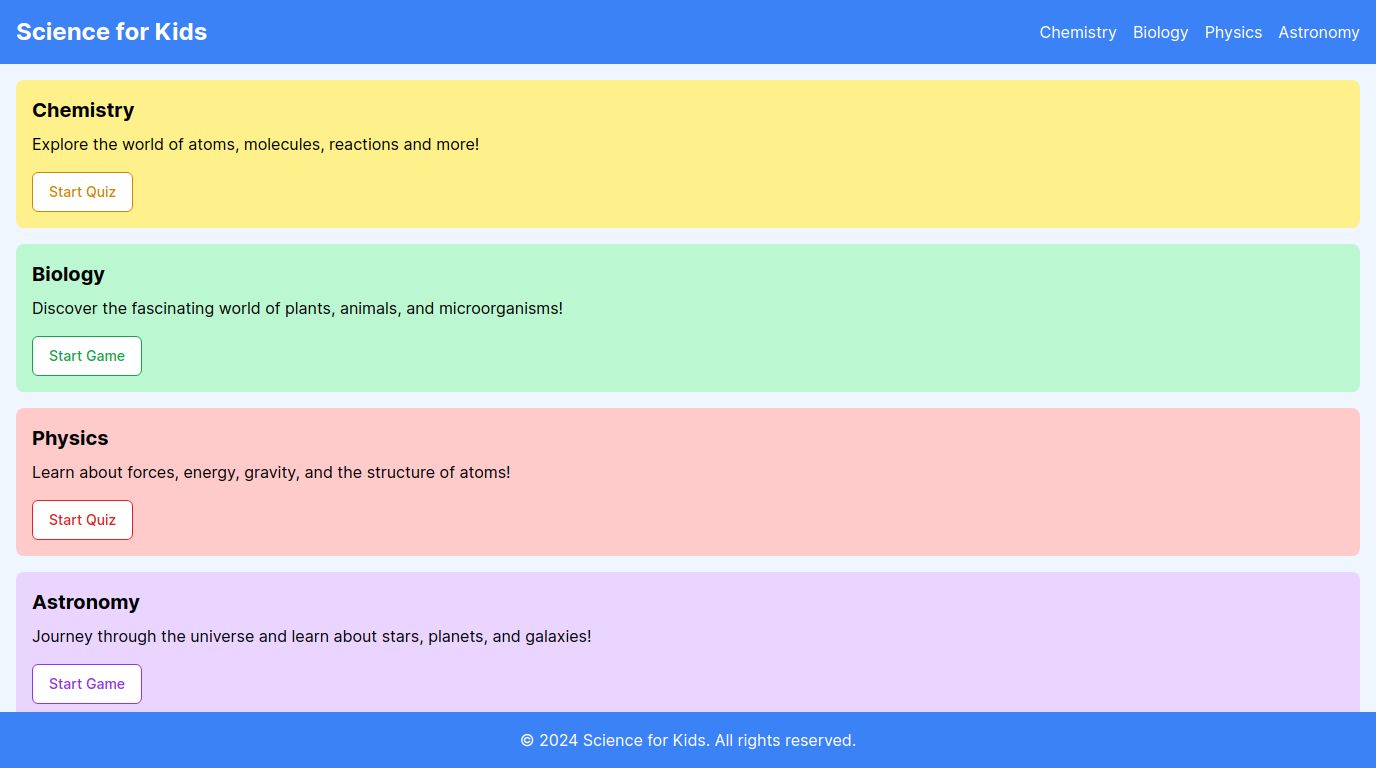 Science for Kids
Chemistry Biology Physics Astronomy
Chemistry
Explore the world of atoms, molecules, reactions and more!
Start Quiz
Biology
Discover the fascinating world of plants, animals, and microorganisms!
Start Game
Physics
Learn about forces, energy, gravity, and the structure of atoms!
Start Quiz
Astronomy
Journey through the universe and learn about stars, planets, and galaxies!
Start Game
© 2024 Science for Kids. All rights reserved.